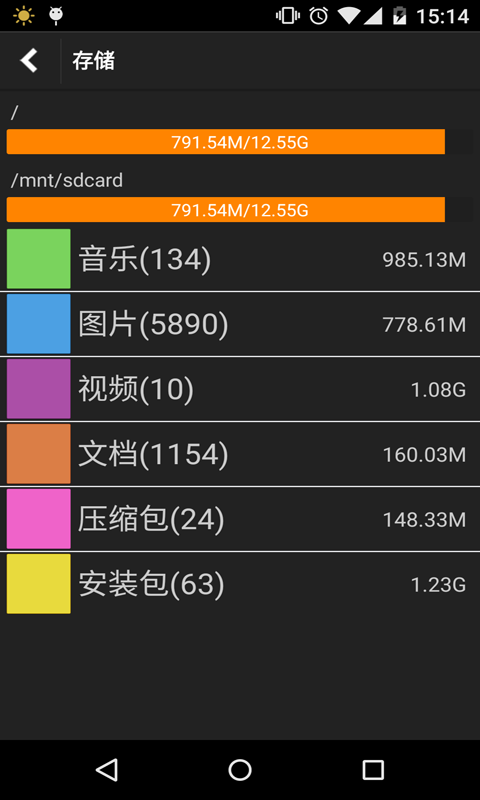 15:14
存储
/
791.54M/12.55G
/mnt/sdcard
791.54M/12.55G
音乐(134) 985.13M
图片(5890) 778.61M
视频(10) 1.08G
文档(1154) 160.03M
压缩包(24) 148.33M
安装包(63) 1.23G